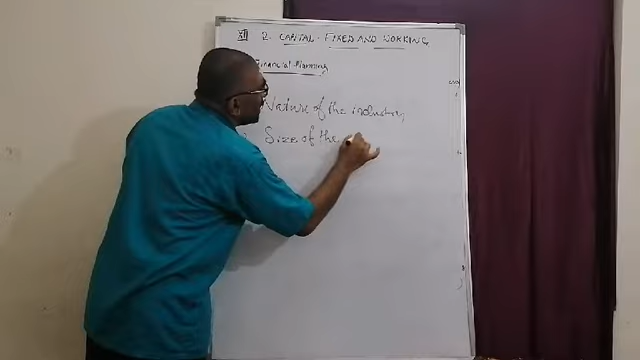 XII 2. CAPITAL - FIXED AND WORKING
Financial Planning
Nature of the industry
Size of the